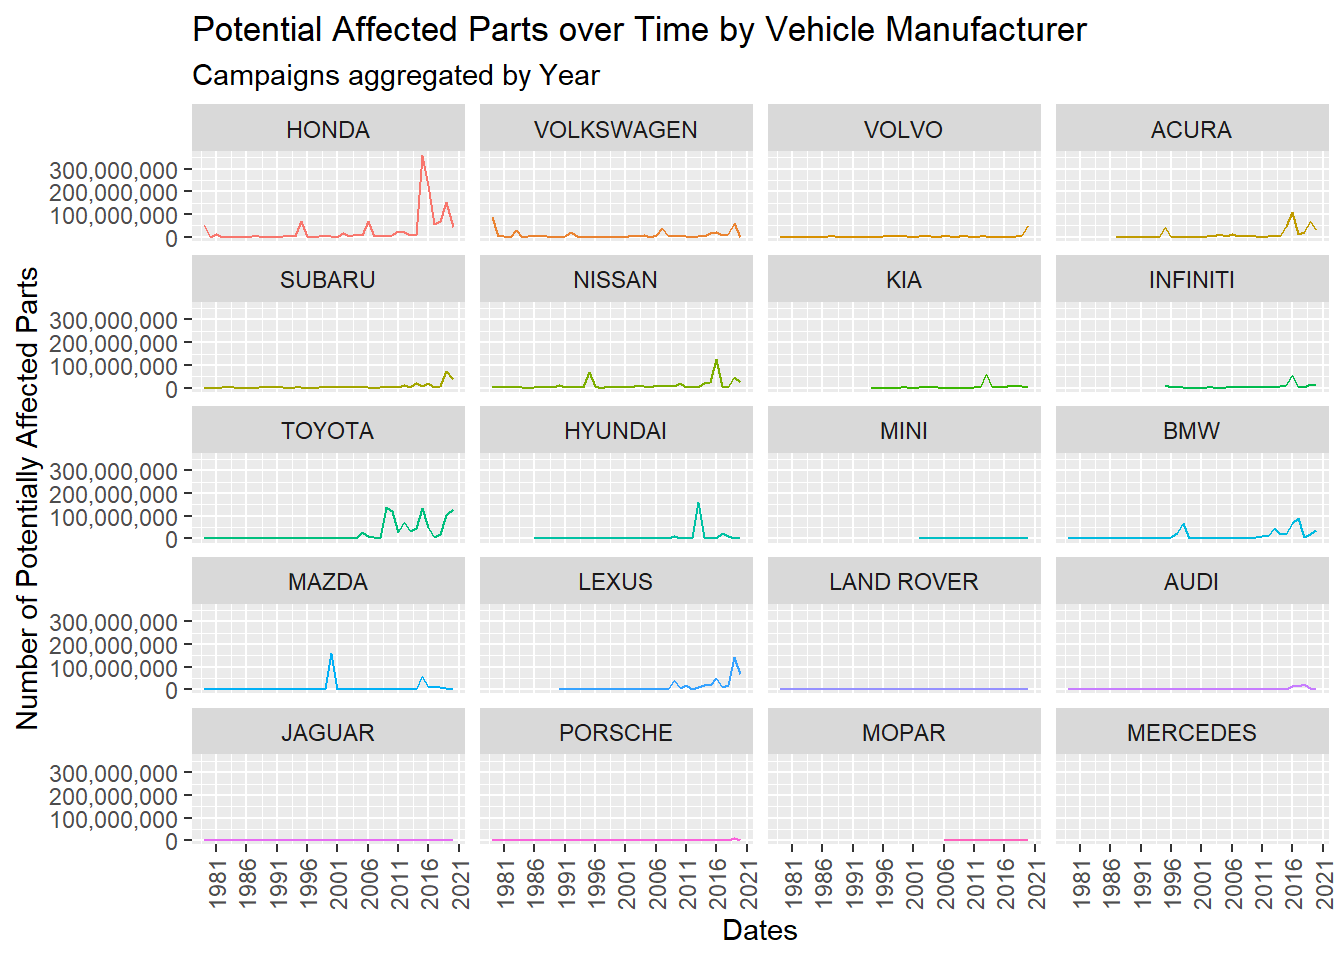 Potential Affected Parts over Time by Vehicle Manufacturer
Campaigns aggregated by Year
HONDA VOLKSWAGEN VOLVO ACURA
300,000,000
200,000,000
100,000,000
0
SUBARU NISSAN KIA INFINITI
300,000,000
200,000,000
100,000,000
0
TOYOTA HYUNDAI MINI BMW
300,000,000
200,000,000
100,000,000
0
MAZDA LEXUS LAND ROVER AUDI
300,000,000
200,000,000
100,000,000
0
JAGUAR PORSCHE MOPAR MERCEDES
300,000,000
200,000,000
100,000,000
0
1981 1986 1991 1996 2001 2006 2011 2016 2021 1981 1986 1991 1996 2001 2006 2011 2016 2021 1981 1986 1991 1996 2001 2006 2011 2016 2021 1981 1986 1991 1996 2001 2006 2011 2016 2021
Dates
Number of Potentially Affected Parts